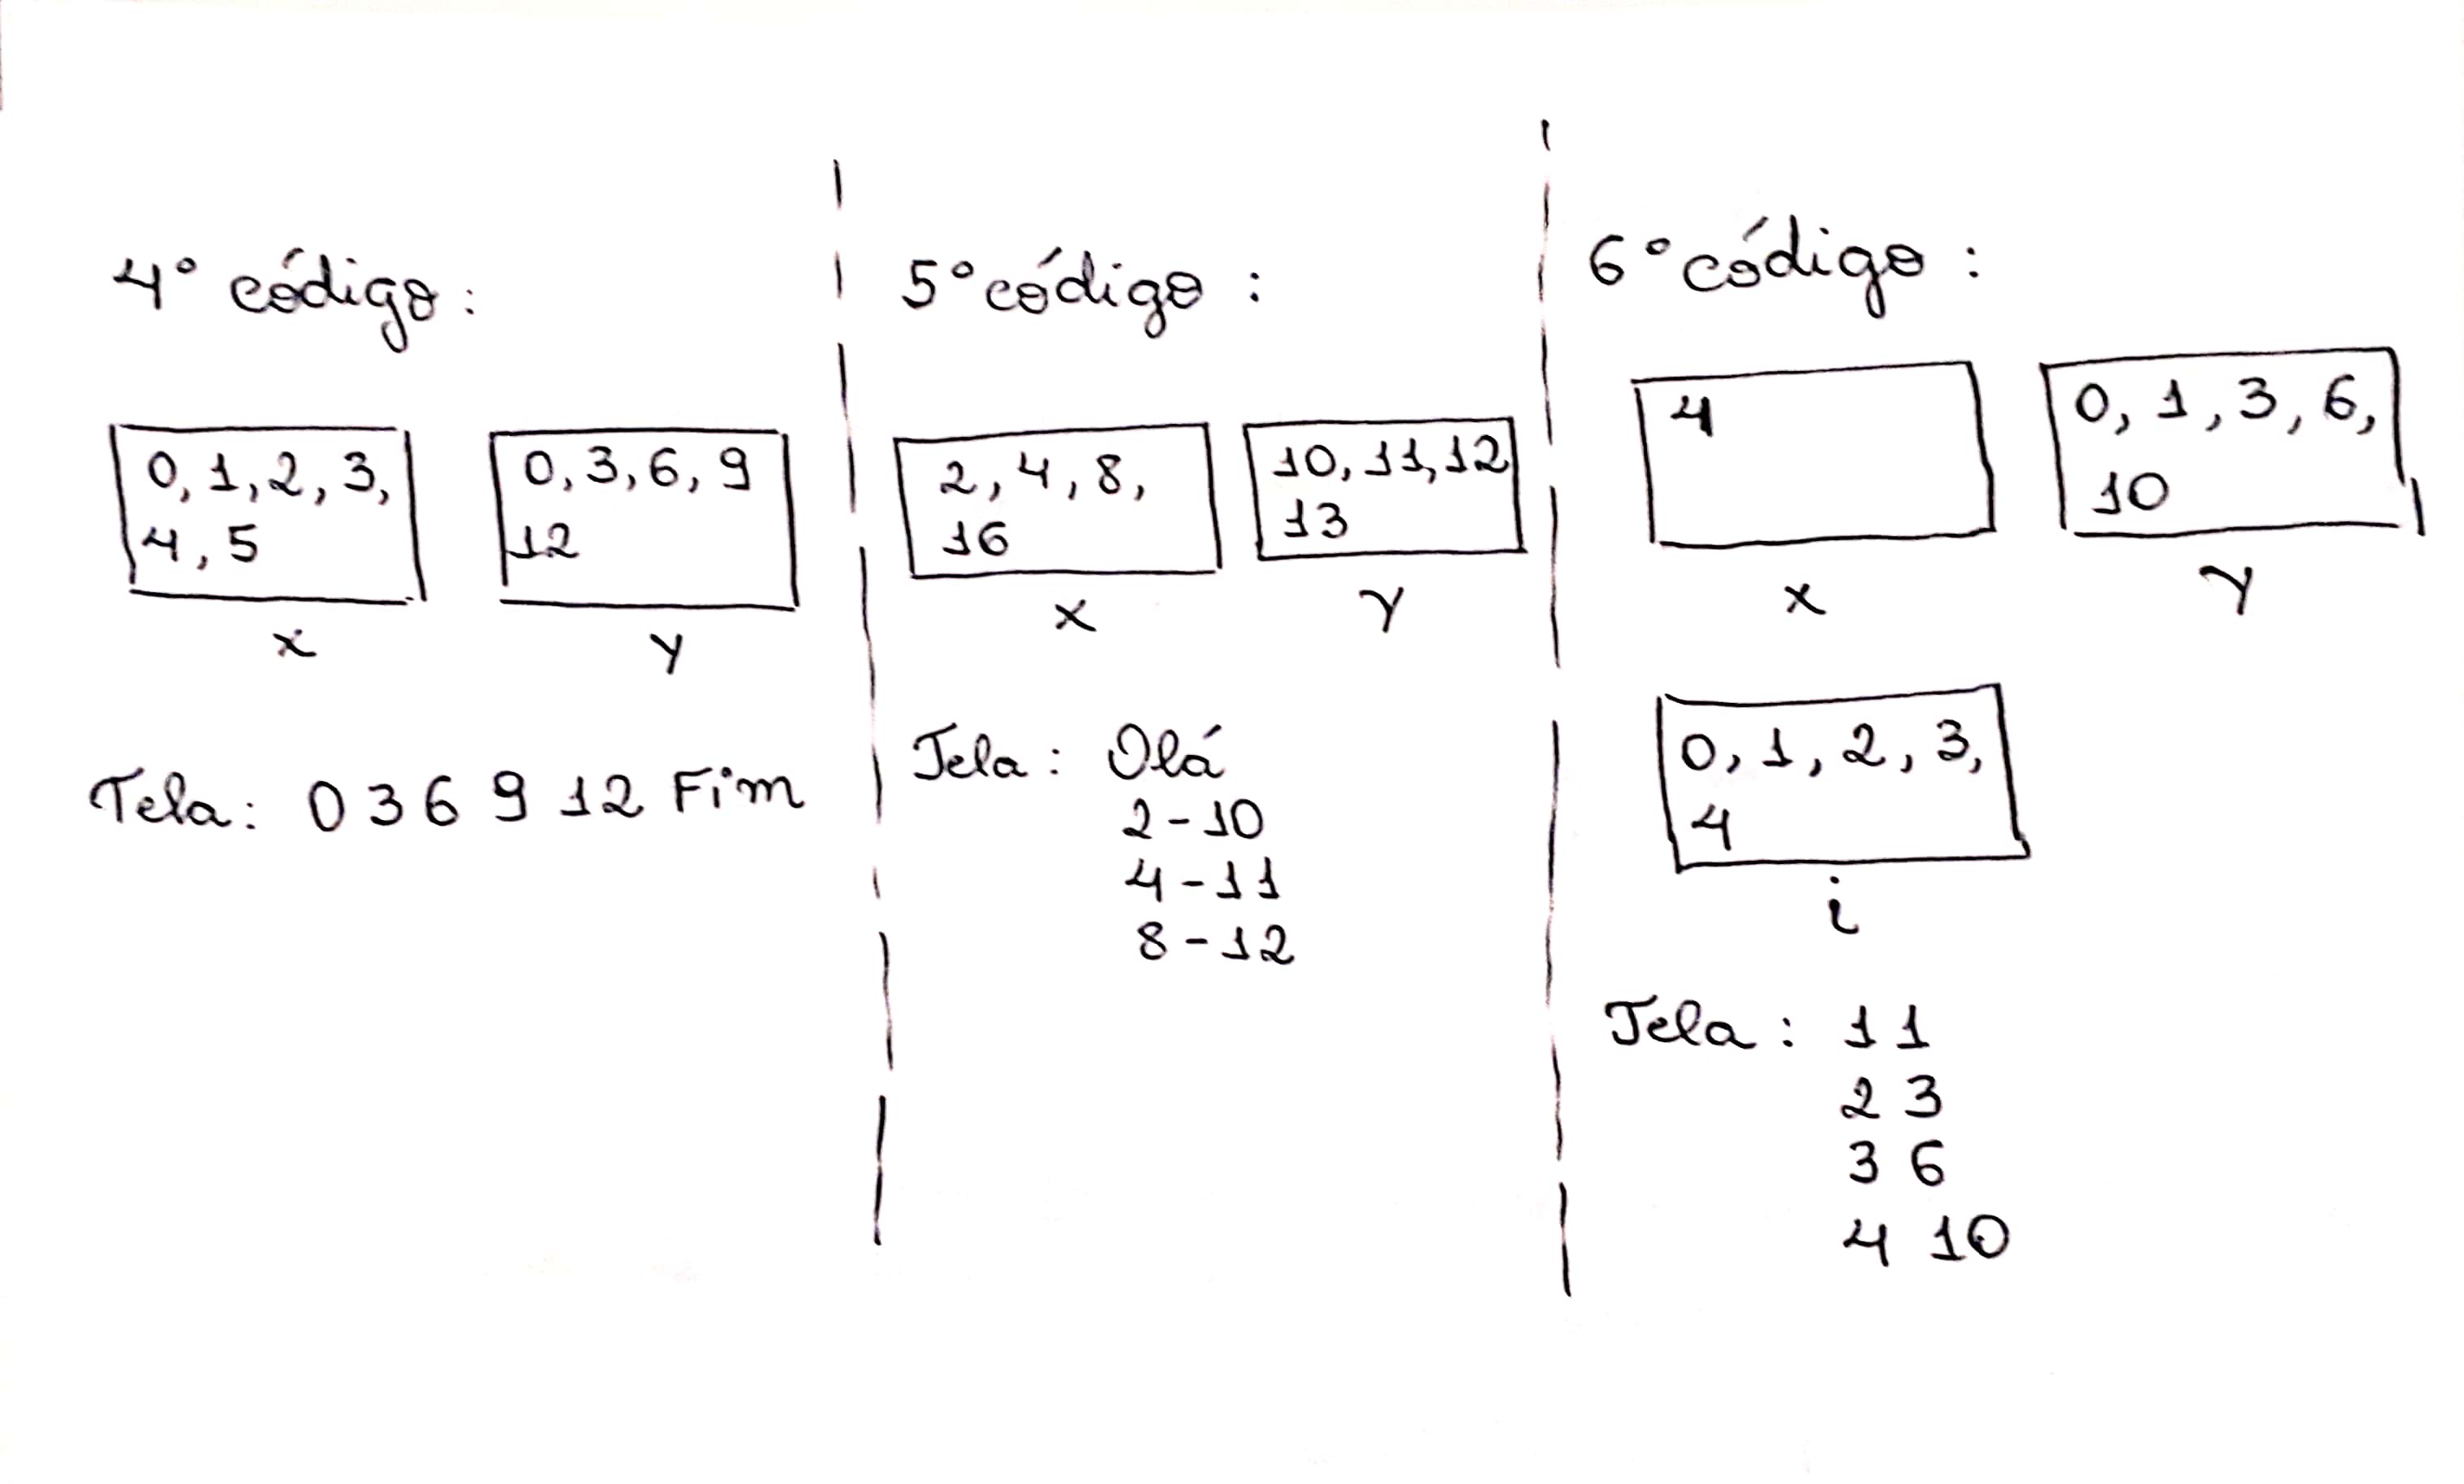 4º código:
0, 1, 2, 3,
4, 5
x
0, 3, 6, 9
12
y
Tela: 0 3 6 9 12 Fim
5º código:
2, 4, 8,
16
x
10, 11, 12
13
y
Tela: Olá
2-10
4-11
8-12
6º código:
4
x
0, 1, 3, 6,
10
y
0, 1, 2, 3,
4
i
Tela: 1 1
2 3
3 6
4 10